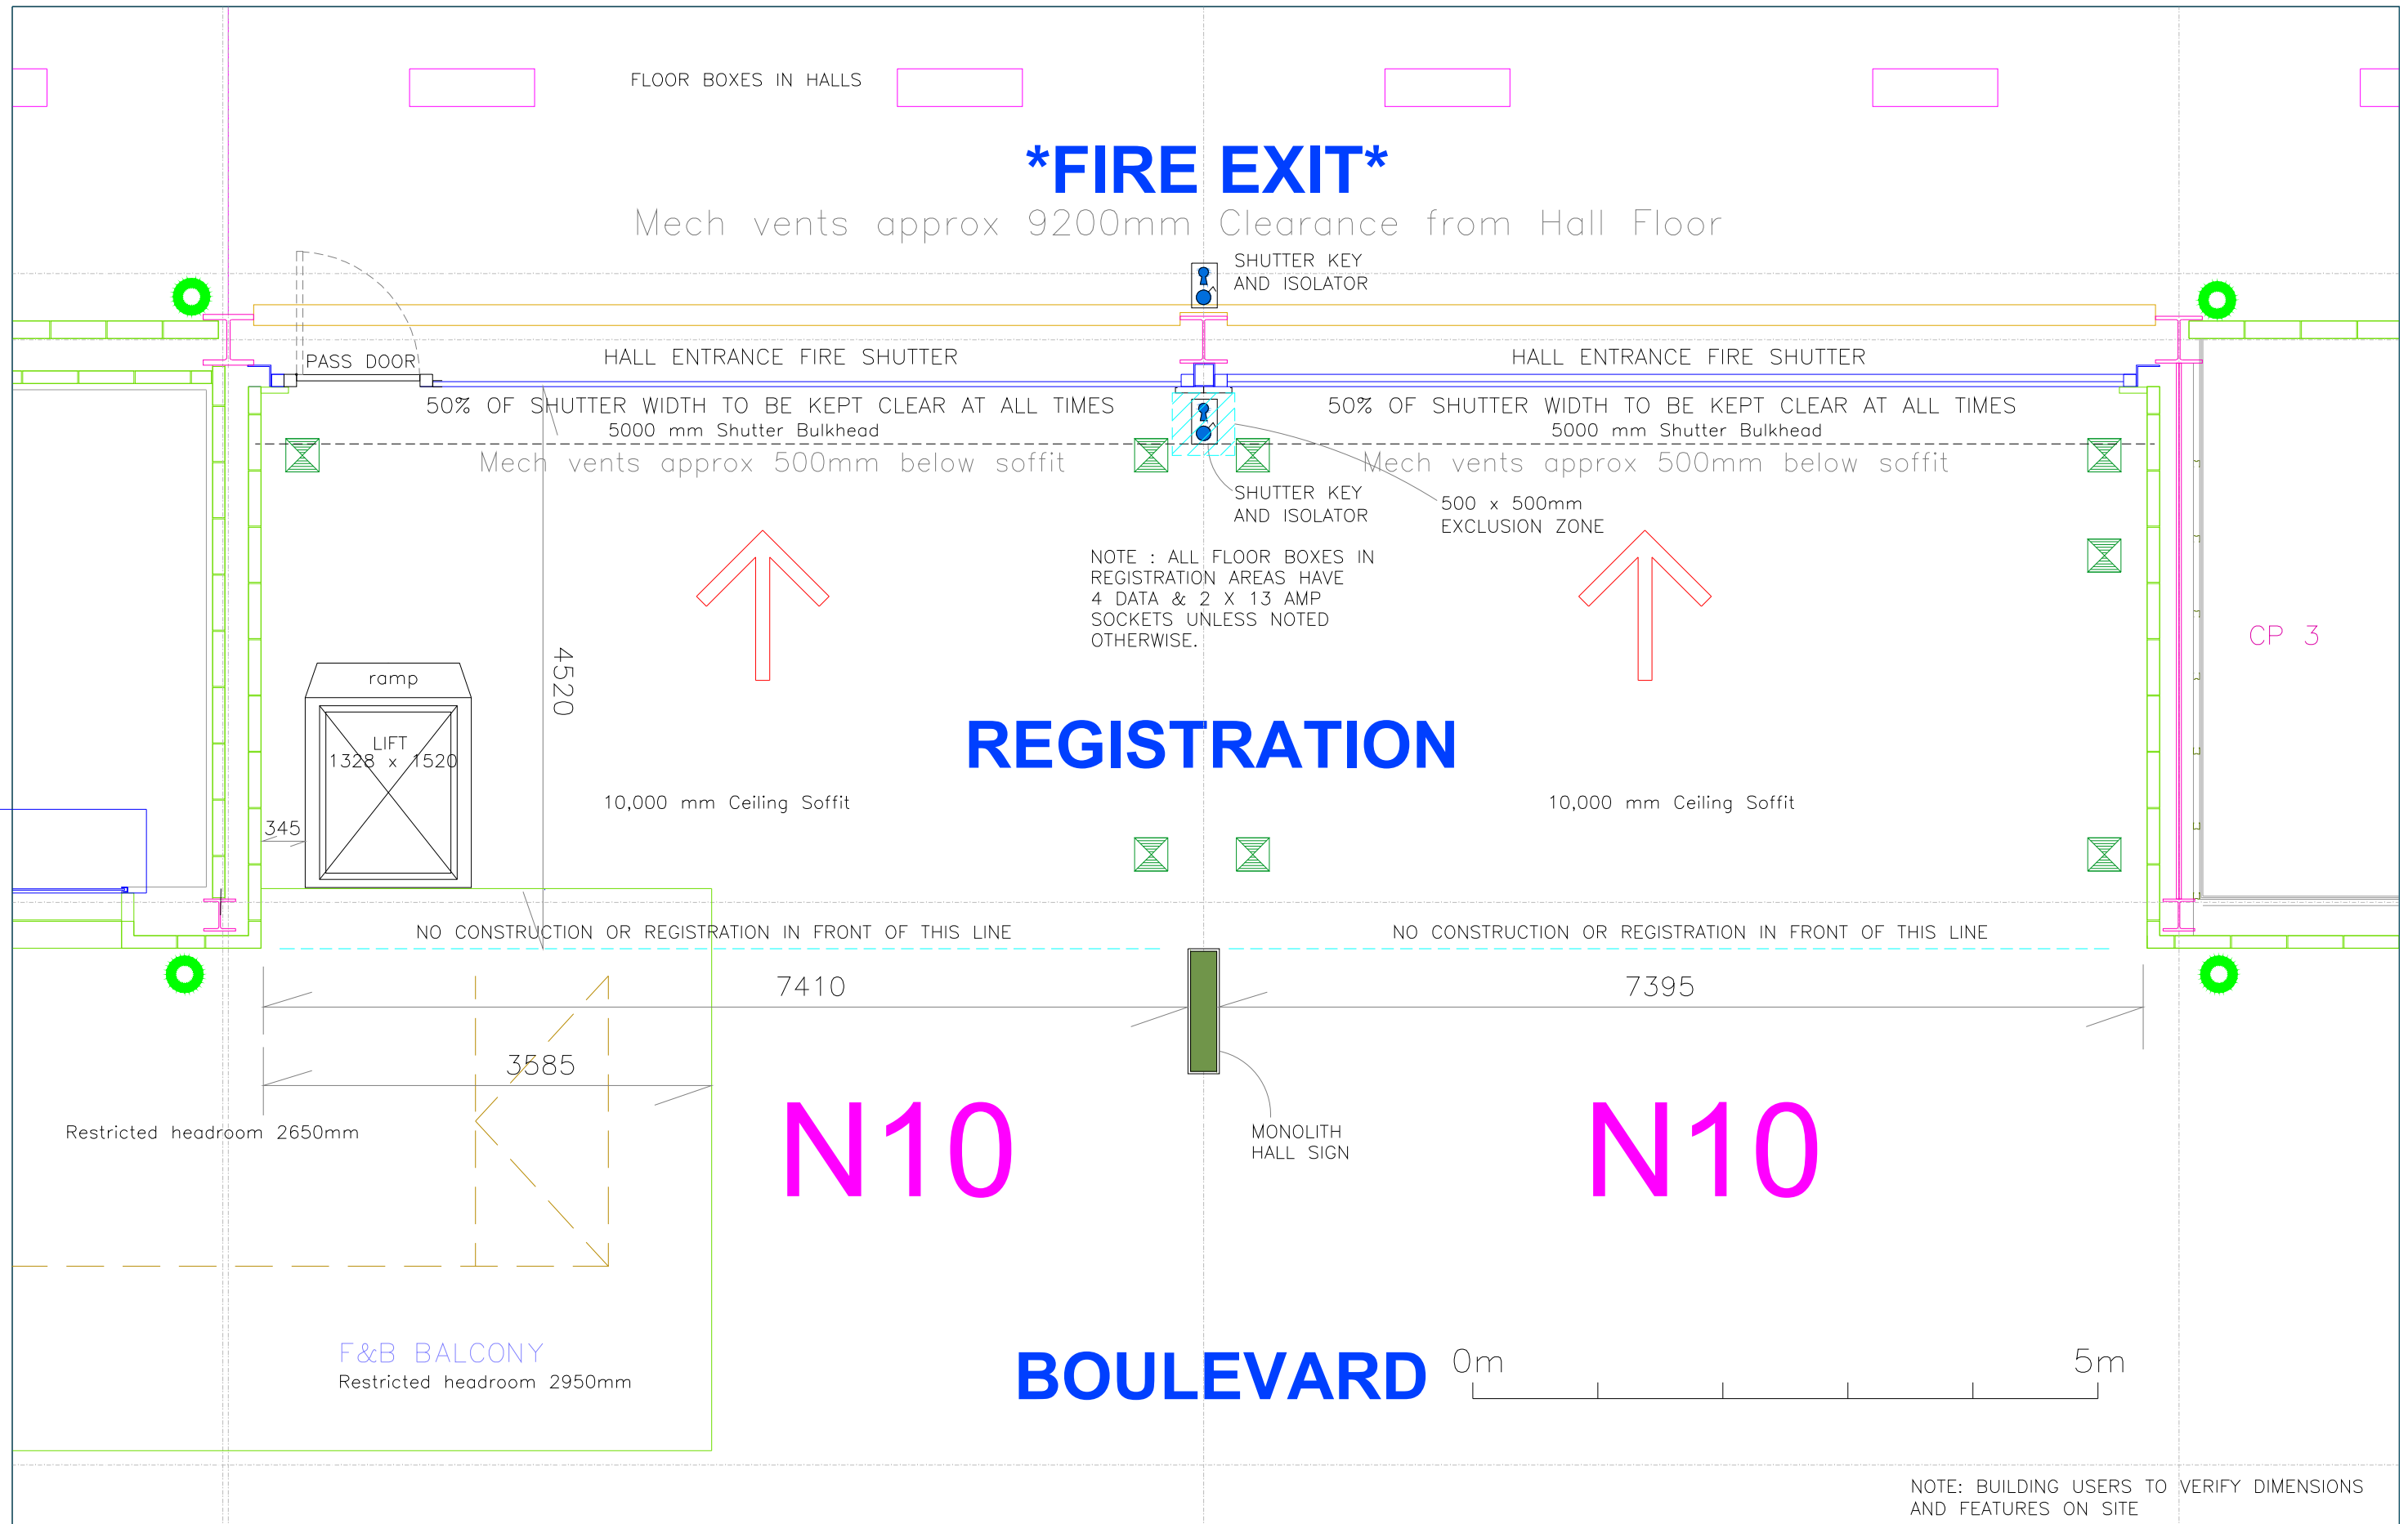 FLOOR BOXES IN HALLS
*FIRE EXIT*
Mech vents approx 9200mm Clearance from Hall Floor
SHUTTER KEY
AND ISOLATOR
PASS DOOR
HALL ENTRANCE FIRE SHUTTER
HALL ENTRANCE FIRE SHUTTER
50% OF SHUTTER WIDTH TO BE KEPT CLEAR AT ALL TIMES
50% OF SHUTTER WIDTH TO BE KEPT CLEAR AT ALL TIMES
5000 mm Shutter Bulkhead
5000 mm Shutter Bulkhead
Mech vents approx 500mm below soffit
Mech vents approx 500mm below soffit
SHUTTER KEY
AND ISOLATOR
500 x 500mm
EXCLUSION ZONE
NOTE : ALL FLOOR BOXES IN
REGISTRATION AREAS HAVE
4 DATA & 2 X 13 AMP
SOCKETS UNLESS NOTED
OTHERWISE.
CP 3
4520
ramp
LIFT
1328 x 1520
REGISTRATION
10,000 mm Ceiling Soffit
10,000 mm Ceiling Soffit
345
NO CONSTRUCTION OR REGISTRATION IN FRONT OF THIS LINE
NO CONSTRUCTION OR REGISTRATION IN FRONT OF THIS LINE
7410
7395
3585
N10
N10
Restricted headroom 2650mm
MONOLITH
HALL SIGN
F&B BALCONY
Restricted headroom 2950mm
BOULEVARD
0m
5m
NOTE: BUILDING USERS TO VERIFY DIMENSIONS
AND FEATURES ON SITE